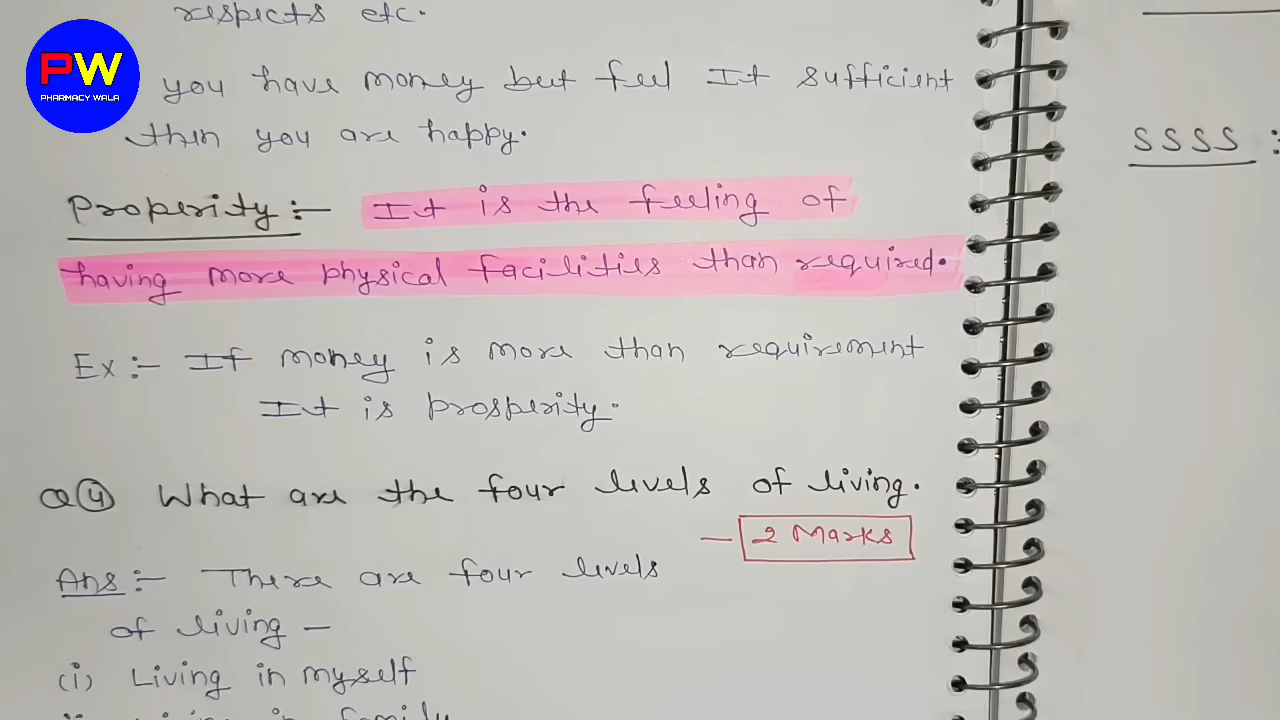 respects etc.
PW
PHARMACY WALA
you have money but feel It sufficient
then you are happy.
Properity :- It is the feeling of
having more physical facilities than required.
Ex :- If money is more than requirement
It is prosperity.
Q4 What are the four levels of living.
- 2 Marks
Ans :- There are four levels
of living -
(i) Living in myself
in family
SSSS :